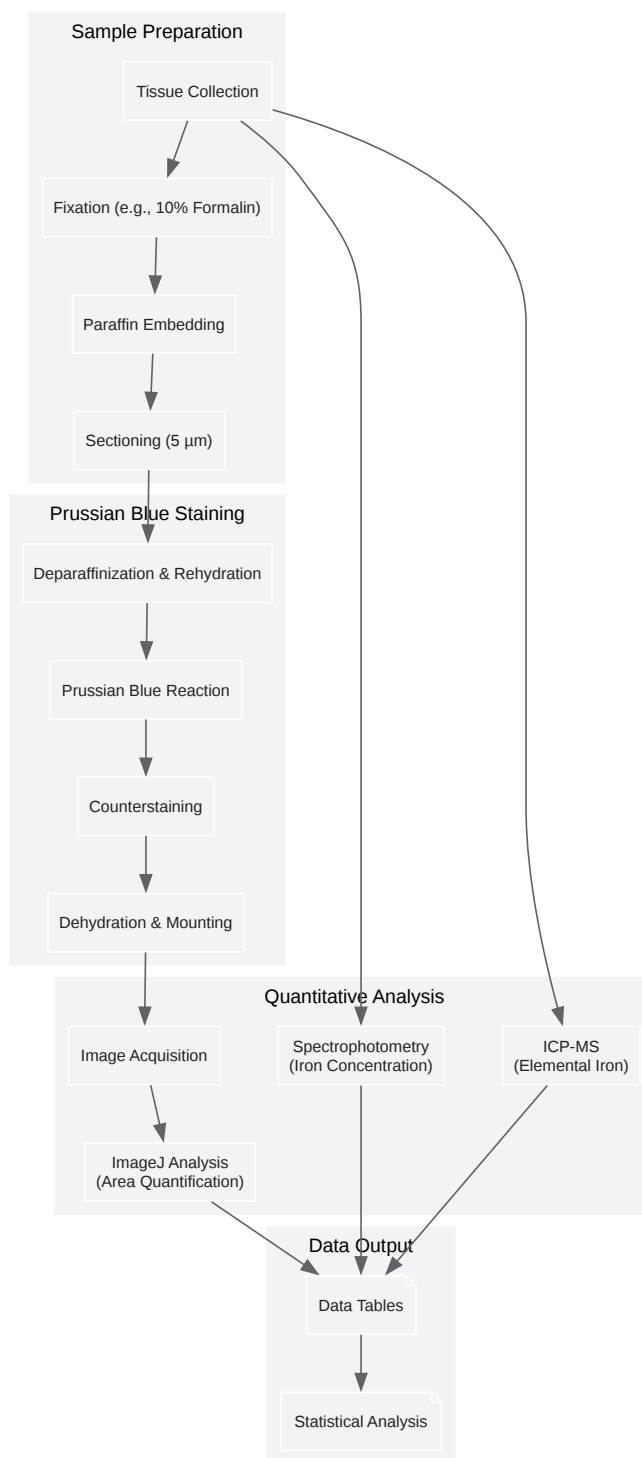 Sample Preparation
Tissue Collection
Fixation (e.g., 10% Formalin)
Paraffin Embedding
Sectioning (5 µm)
Prussian Blue Staining
Deparaffinization & Rehydration
Prussian Blue Reaction
Counterstaining
Dehydration & Mounting
Quantitative Analysis
Image Acquisition
Spectrophotometry
(Iron Concentration)
ICP-MS
(Elemental Iron)
ImageJ Analysis
(Area Quantification)
Data Output
Data Tables
Statistical Analysis